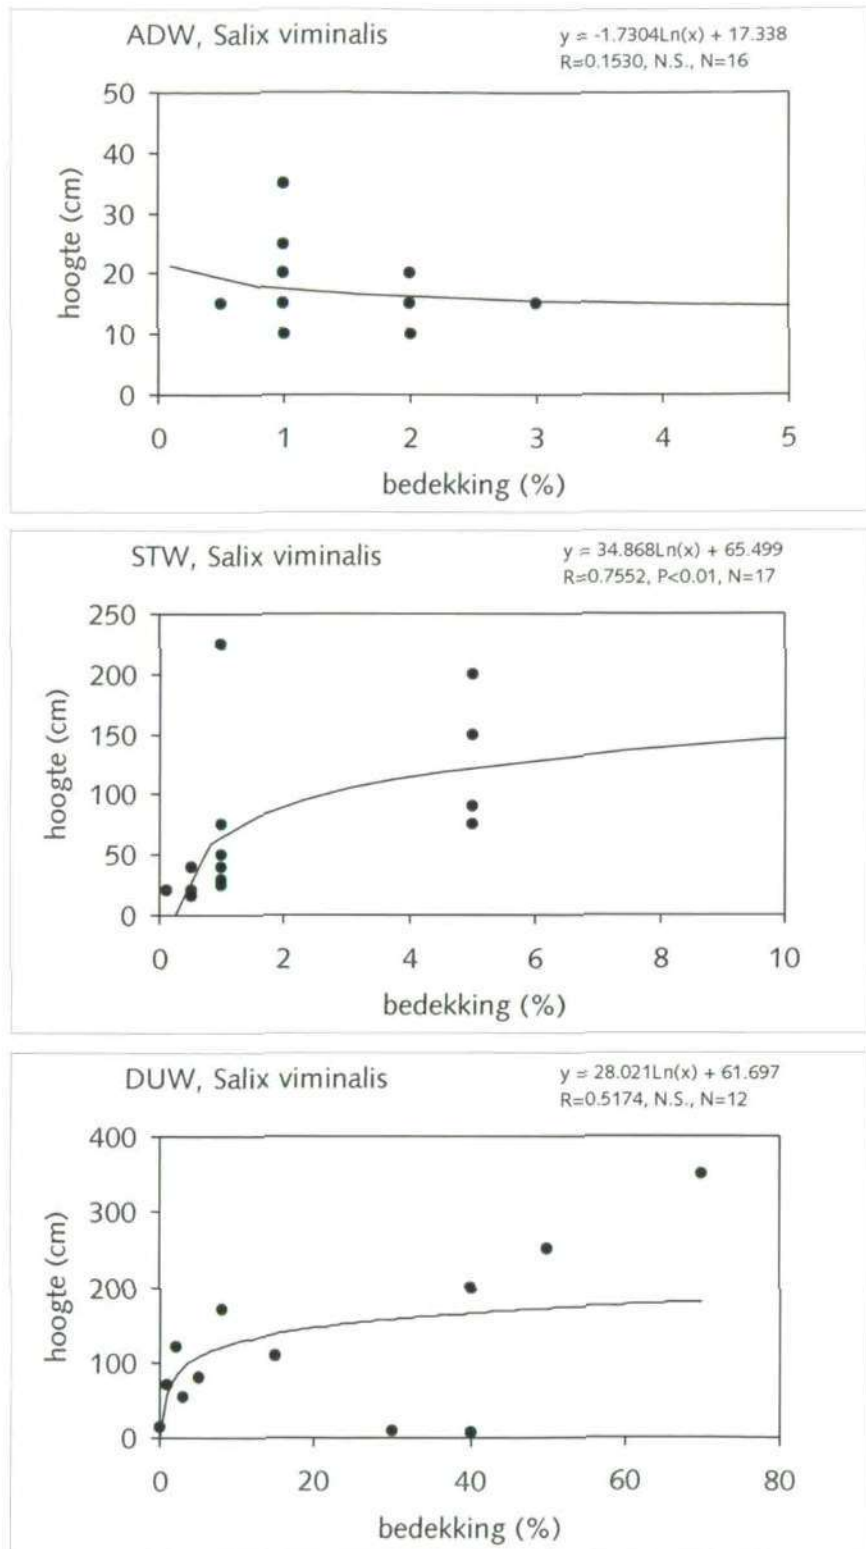 ADW, Salix viminalis
y = -1.7304Ln(x) + 17.338
R=0.1530, N.S., N=16
50
40
30
20
10
0
hoogte (cm)
0 1 2 3 4 5
bedekking (%)
STW, Salix viminalis
y = 34.868Ln(x) + 65.499
R=0.7552, P<0.01, N=17
250
200
150
100
50
0
hoogte (cm)
0 2 4 6 8 10
bedekking (%)
DUW, Salix viminalis
y = 28.021Ln(x) + 61.697
R=0.5174, N.S., N=12
400
300
200
100
0
hoogte (cm)
0 20 40 60 80
bedekking (%)